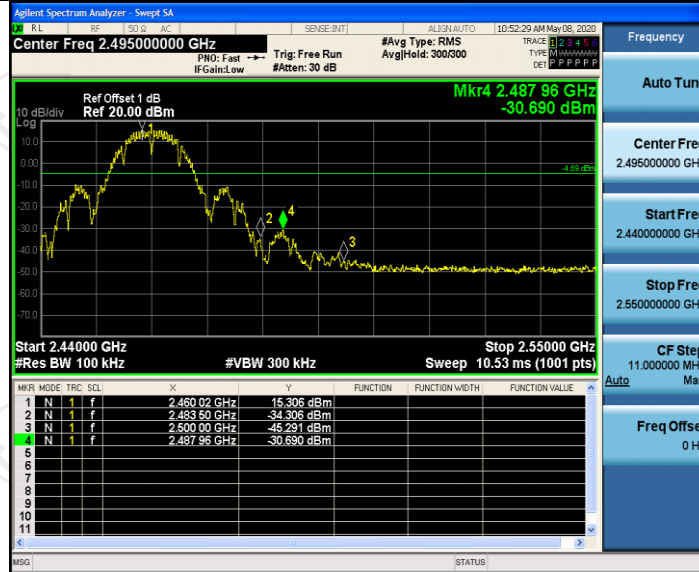 Agilent Spectrum Analyzer - Swept SA
RL RF 50 Ω AC SENSE:INT ALIGN AUTO 10:52:29 AM May 08, 2020
Center Freq 2.495000000 GHz
PNO: Fast
IFGain:Low
Trig: Free Run
#Atten: 30 dB
#Avg Type: RMS
Avg|Hold: 300/300
TRACE 1 2 3 4 5 6
TYPE M
DET P P P P P P
Frequency
Mkr4 2.487 96 GHz
-30.690 dBm
Ref Offset 1 dB
10 dB/div Ref 20.00 dBm
Log
10.0
0.00
-10.0
-20.0
-30.0
-40.0
-50.0
-60.0
-70.0
-4.59 dBm
2
4
3
Start 2.44000 GHz Stop 2.55000 GHz
#Res BW 100 kHz #VBW 300 kHz Sweep 10.53 ms (1001 pts)
MKR MODE TRC SCL X Y FUNCTION FUNCTION WIDTH FUNCTION VALUE
1 N 1 f 2.460 02 GHz 15.306 dBm
2 N 1 f 2.483 50 GHz -34.306 dBm
3 N 1 f 2.500 00 GHz -45.291 dBm
4 N 1 f 2.487 96 GHz -30.690 dBm
5
6
7
8
9
10
11
MSG STATUS
Auto Tun
Center Fre
2.495000000 GH
Start Fre
2.440000000 GH
Stop Fre
2.550000000 GH
CF Ste
11.000000 MH
Auto Ma
Freq Offse
0 H